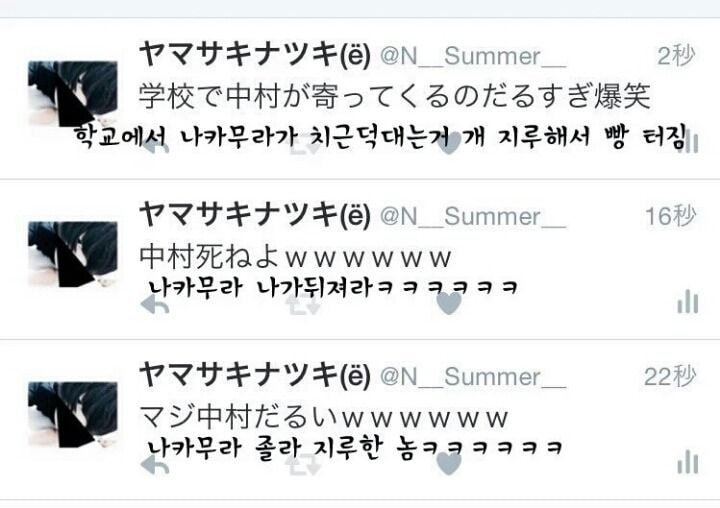 ヤマサキナツキ(ë) @N__Summer__ 2秒
学校で中村が寄ってくるのだるすぎ爆笑
학교에서 나카무라가 치근덕대는거 개 지루해서 빵 터짐
ヤマサキナツキ(ë) @N__Summer__ 16秒
中村死ねよｗｗｗｗｗｗ
나카무라 나가뒤져라ㅋㅋㅋㅋㅋㅋ
ヤマサキナツキ(ë) @N__Summer__ 22秒
マジ中村だるいｗｗｗｗｗｗ
나카무라 졸라 지루한 놈ㅋㅋㅋㅋㅋㅋ